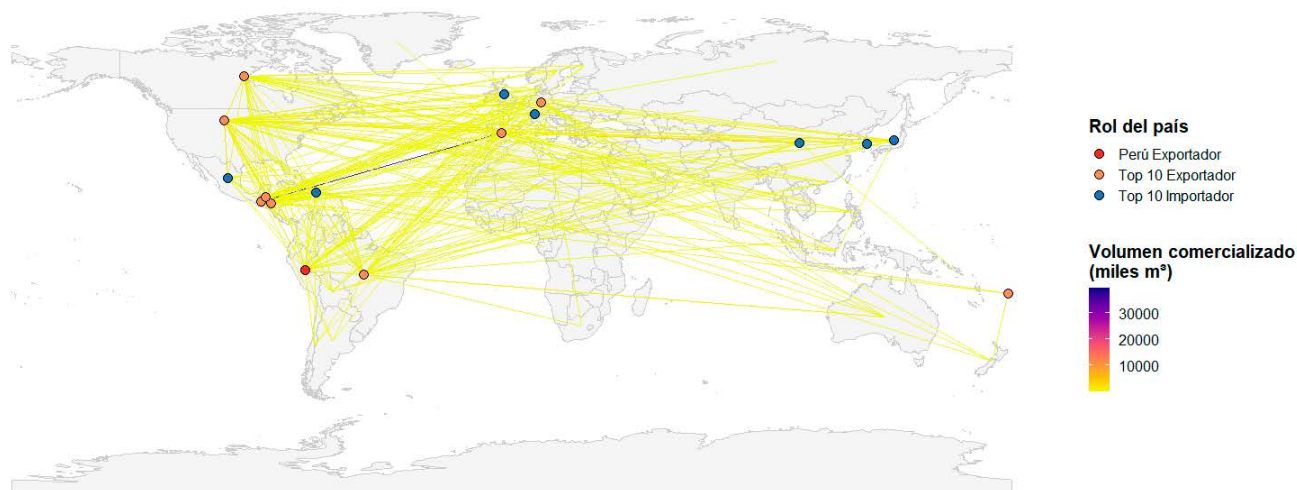 Rol del país
Perú Exportador
Top 10 Exportador
Top 10 Importador
Volumen comercializado
(miles m³)
30000
20000
10000